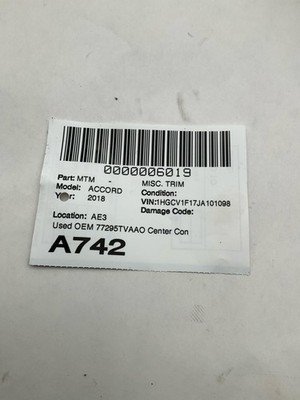 0000006019
Part: MTM MISC. TRIM
Model: ACCORD Condition:
Year: 2018 VIN:1HGCV1F17JA101098
Damage Code:
Location: AE3
Used OEM 77295TVAAO Center Con
A742